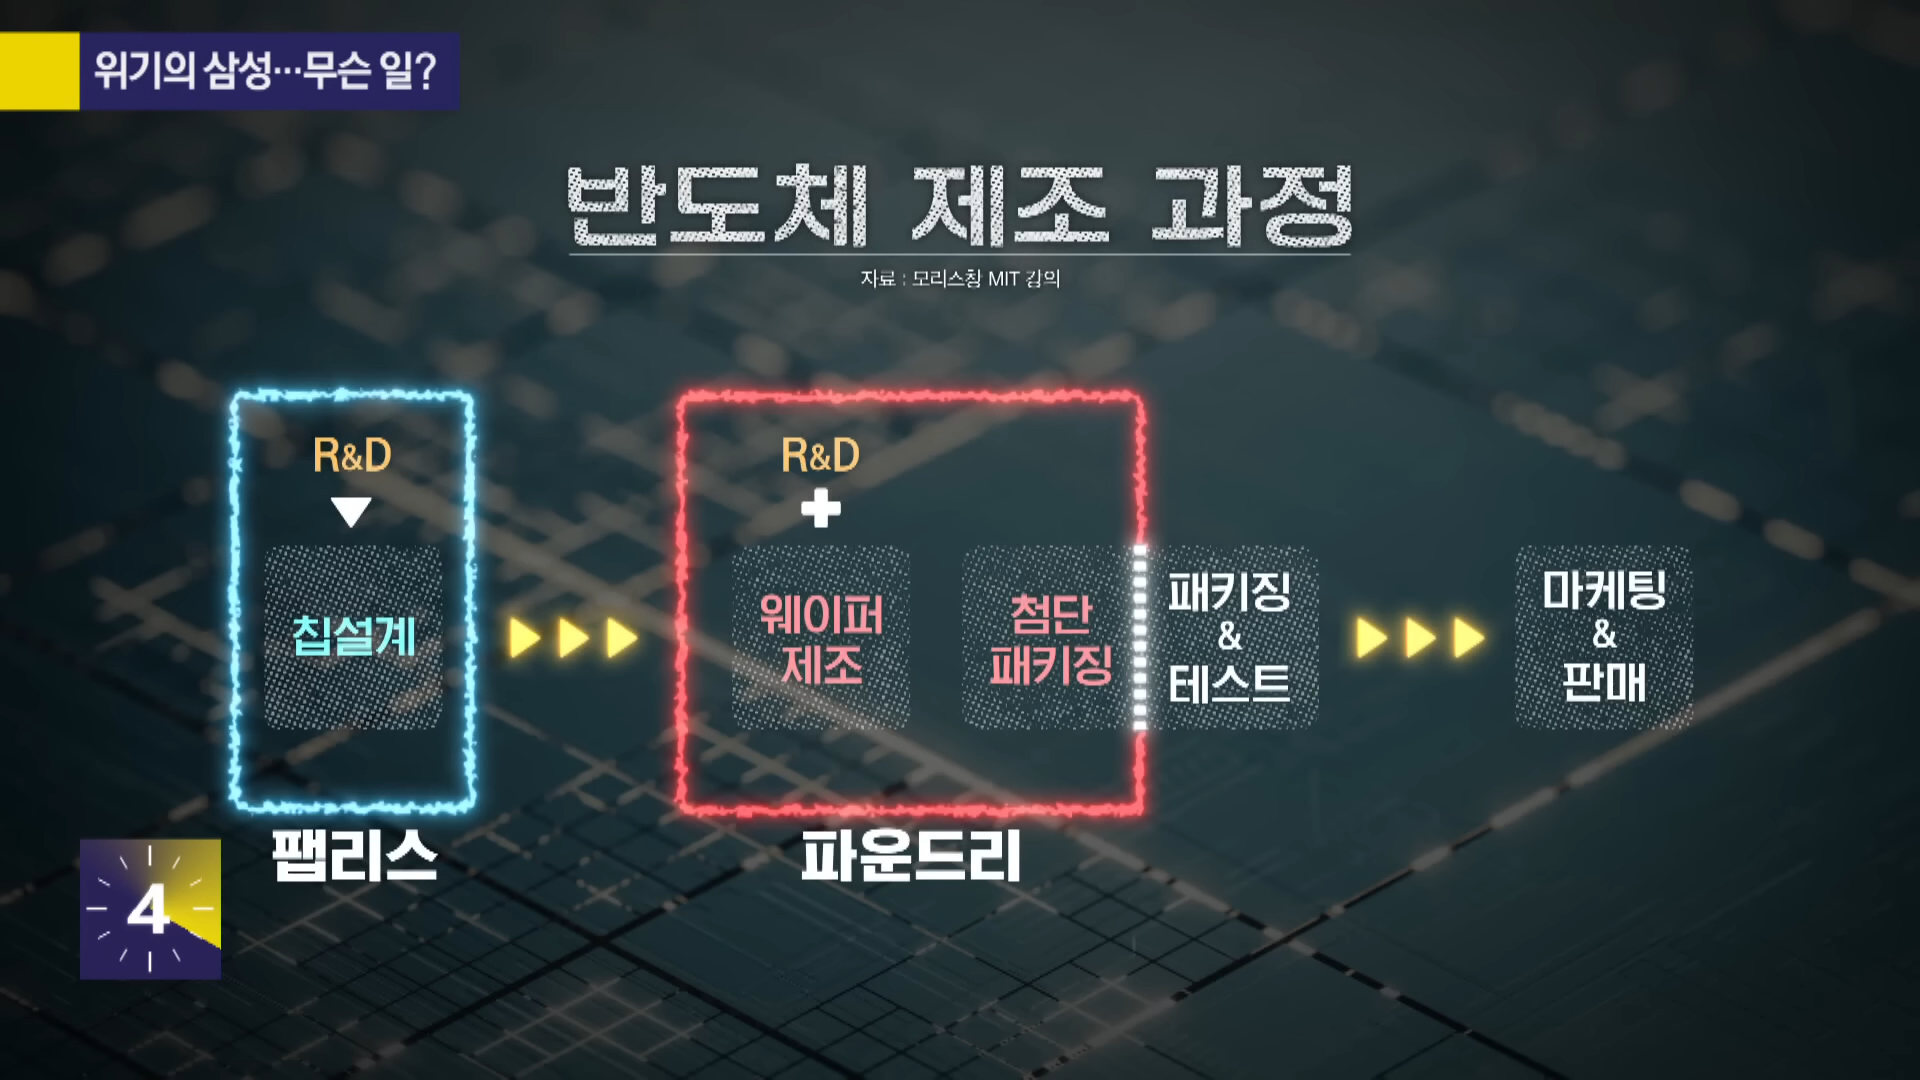 위기의 삼성…무슨 일?
반도체 제조 과정
자료 : 모리스창 MIT 강의
R&D
칩설계
팹리스
R&D
웨이퍼
제조
첨단
패키징
파운드리
패키징
&
테스트
마케팅
&
판매
4